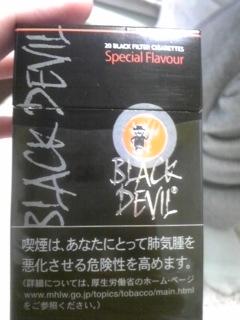 20 BLACK FILTER CIGARETTES
Special Flavour
BLACK DEVIL
BLACK
DEVIL®
喫煙は、あなたにとって肺気腫を
悪化させる危険性を高めます。
(詳細については、厚生労働省のホーム・ページ
www.mhlw.go.jp/topics/tobacco/main.html
をご参照ください。)